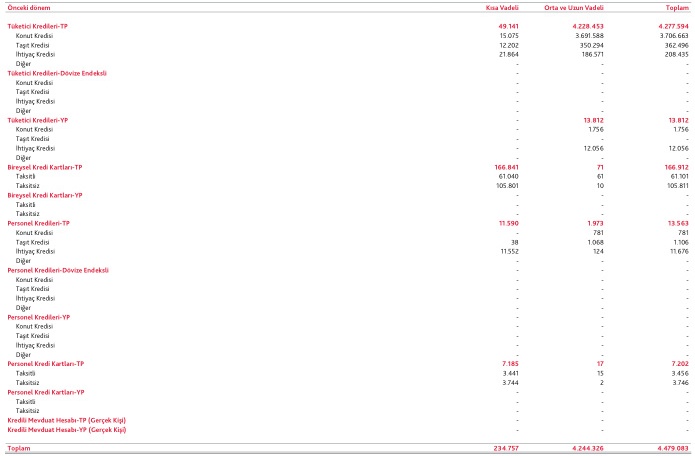 Önceki dönem Kısa Vadeli Orta ve Uzun Vadeli Toplam
Tüketici Kredileri-TP 49.141 4.228.453 4.277.594
Konut Kredisi 15.075 3.691.588 3.706.663
Taşıt Kredisi 12.202 350.294 362.496
İhtiyaç Kredisi 21.864 186.571 208.435
Diğer - - -
Tüketici Kredileri-Dövize Endeksli - - -
Konut Kredisi - - -
Taşıt Kredisi - - -
İhtiyaç Kredisi - - -
Diğer - - -
Tüketici Kredileri-YP - 13.812 13.812
Konut Kredisi - 1.756 1.756
Taşıt Kredisi - - -
İhtiyaç Kredisi - 12.056 12.056
Diğer - - -
Bireysel Kredi Kartları-TP 166.841 71 166.912
Taksitli 61.040 61 61.101
Taksitsiz 105.801 10 105.811
Bireysel Kredi Kartları-YP - - -
Taksitli - - -
Taksitsiz - - -
Personel Kredileri-TP 11.590 1.973 13.563
Konut Kredisi - 781 781
Taşıt Kredisi 38 1.068 1.106
İhtiyaç Kredisi 11.552 124 11.676
Diğer - - -
Personel Kredileri-Dövize Endeksli - - -
Konut Kredisi - - -
Taşıt Kredisi - - -
İhtiyaç Kredisi - - -
Diğer - - -
Personel Kredileri-YP - - -
Konut Kredisi - - -
Taşıt Kredisi - - -
İhtiyaç Kredisi - - -
Diğer - - -
Personel Kredi Kartları-TP 7.185 17 7.202
Taksitli 3.441 15 3.456
Taksitsiz 3.744 2 3.746
Personel Kredi Kartları-YP - - -
Taksitli - - -
Taksitsiz - - -
Kredili Mevduat Hesabı-TP (Gerçek Kişi) - - -
Kredili Mevduat Hesabı-YP (Gerçek Kişi) - - -
Toplam 234.757 4.244.326 4.479.083